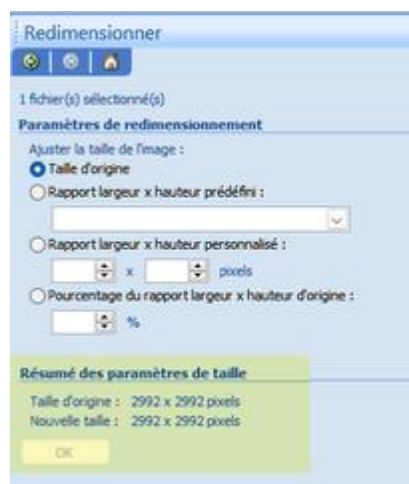 Redimensionner
1 fichier(s) sélectionné(s)
Paramètres de redimensionnement
Ajuster la taille de l'image :
Taille d'origine
Rapport largeur x hauteur prédéfini :
Rapport largeur x hauteur personnalisé :
x pixels
Pourcentage du rapport largeur x hauteur d'origine :
%
Résumé des paramètres de taille
Taille d'origine : 2992 x 2992 pixels
Nouvelle taille : 2992 x 2992 pixels
OK